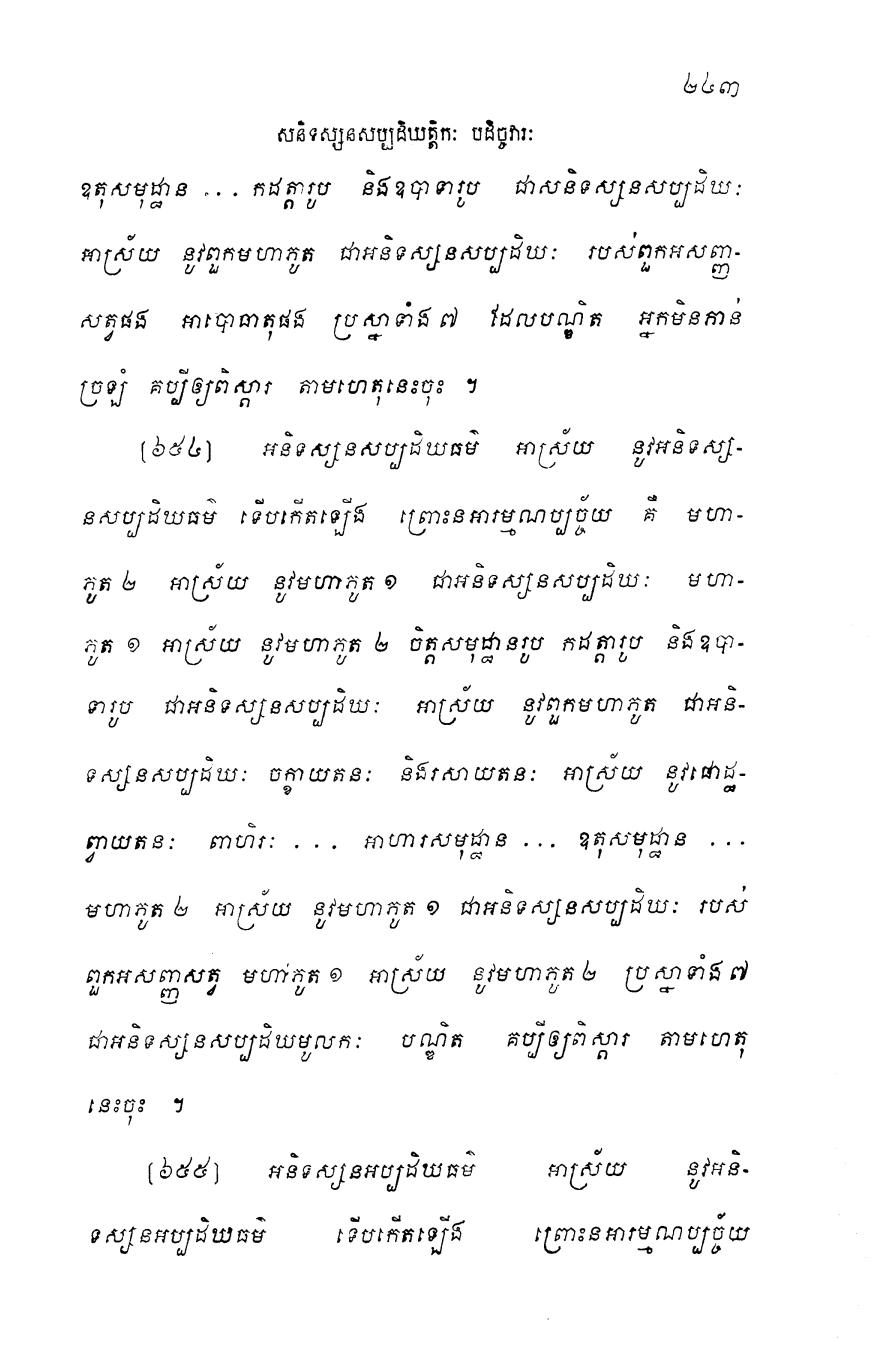 ២៤៣
សនិទស្សនសប្បដិឃត្តិកៈ បដិច្ចវារៈ
ឧតុសមុដ្ឋាន ... កដត្តារូប និងឧបាទារូប ជាសនិទស្សនសប្បដិឃៈ
អាស្រ័យ នូវពួកមហាភូត ជាអនិទស្សនសប្បដិឃៈ របស់ពួកអសញ្ញ-
សត្វផង អាបោធាតុផង ប្រស្នាទាំង ៧ ដែលបណ្ឌិត អ្នកមិនកាន់
ច្រឡំ គប្បីឲ្យពិស្តារ តាមហេតុនេះចុះ ។
[៦៥៤] អនិទស្សនសប្បដិឃធម៌ អាស្រ័យ នូវអនិទស្ស-
នសប្បដិឃធម៌ ទើបកើតឡើង ព្រោះនអារម្មណប្បច្ច័យ គឺ មហា-
ភូត ២ អាស្រ័យ នូវមហាភូត ១ ជាអនិទស្សនសប្បដិឃៈ មហា-
ភូត ១ អាស្រ័យ នូវមហាភូត ២ ចិត្តសមុដ្ឋានរូប កដត្តារូប និងឧបា-
ទារូប ជាអនិទស្សនសប្បដិឃៈ អាស្រ័យ នូវពួកមហាភូត ជាអនិ-
ទស្សនសប្បដិឃៈ ចក្ខាយតនៈ និងរសាយតនៈ អាស្រ័យ នូវផោដ្ឋ-
ព្វាយតនៈ ពាហិរៈ ... អាហារសមុដ្ឋាន ... ឧតុសមុដ្ឋាន ...
មហាភូត ២ អាស្រ័យ នូវមហាភូត ១ ជាអនិទស្សនសប្បដិឃៈ របស់
ពួកអសញ្ញសត្វ មហាភូត ១ អាស្រ័យ នូវមហាភូត ២ ប្រស្នាទាំង ៧
ជាអនិទស្សនសប្បដិឃមូលកៈ បណ្ឌិត គប្បីឲ្យពិស្តារ តាមហេតុ
នេះចុះ ។
[៦៥៥] អនិទស្សនអប្បដិឃធម៌ អាស្រ័យ នូវអនិ-
ទស្សនអប្បដិឃធម៌ ទើបកើតឡើង ព្រោះនអារម្មណប្បច្ច័យ